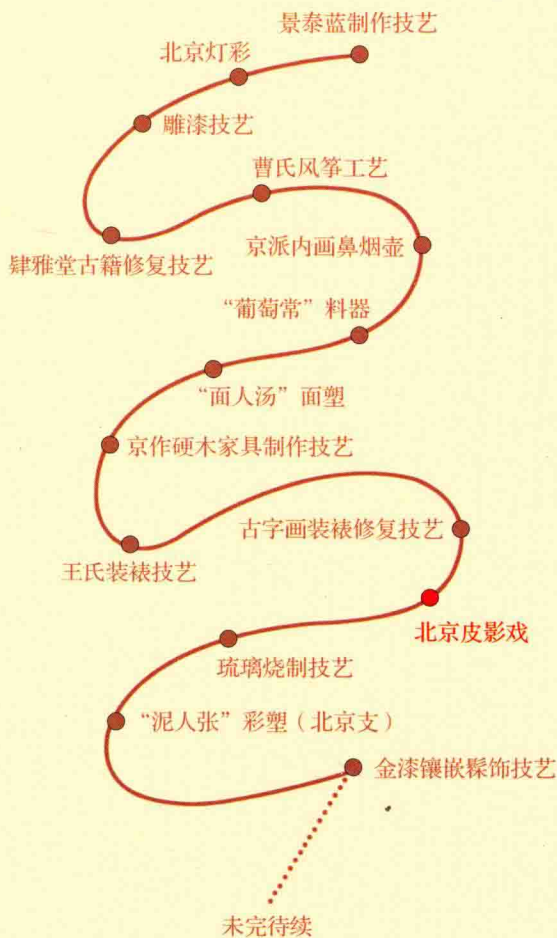 景泰蓝制作技艺
北京灯彩
雕漆技艺
曹氏风筝工艺
肄雅堂古籍修复技艺
京派内画鼻烟壶
“葡萄常”料器
“面人汤”面塑
京作硬木家具制作技艺
古字画装裱修复技艺
王氏装裱技艺
北京皮影戏
琉璃烧制技艺
“泥人张”彩塑（北京支）
金漆镶嵌髹饰技艺
未完待续